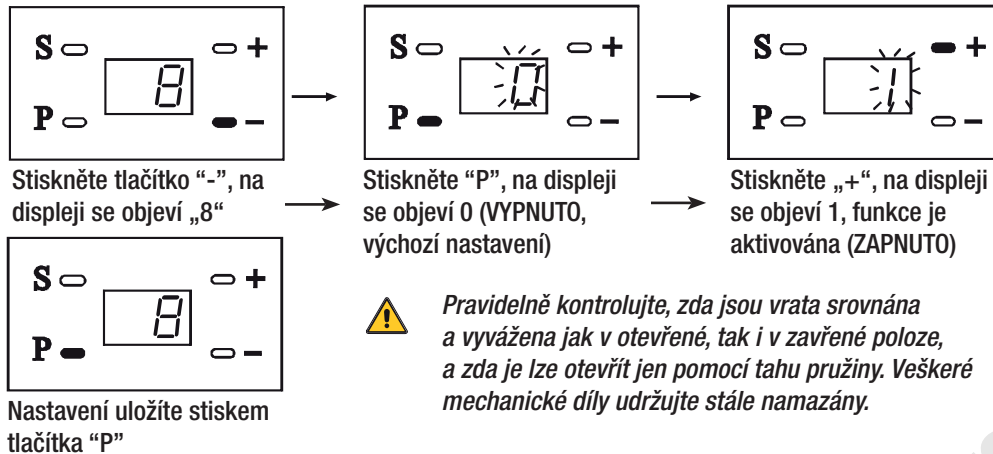 S +
8
P -
Stiskněte tlačítko “-”, na
displeji se objeví „8“
S +
0
P -
Stiskněte “P”, na displeji
se objeví 0 (VYPNUTO,
výchozí nastavení)
S +
1
P -
Stiskněte „+“, na displeji
se objeví 1, funkce je
aktivována (ZAPNUTO)
S +
8
P -
Nastavení uložíte stiskem
tlačítka “P”
Pravidelně kontrolujte, zda jsou vrata srovnána
a vyvážena jak v otevřené, tak i v zavřené poloze,
a zda je lze otevřít jen pomocí tahu pružiny. Veškeré
mechanické díly udržujte stále namazány.